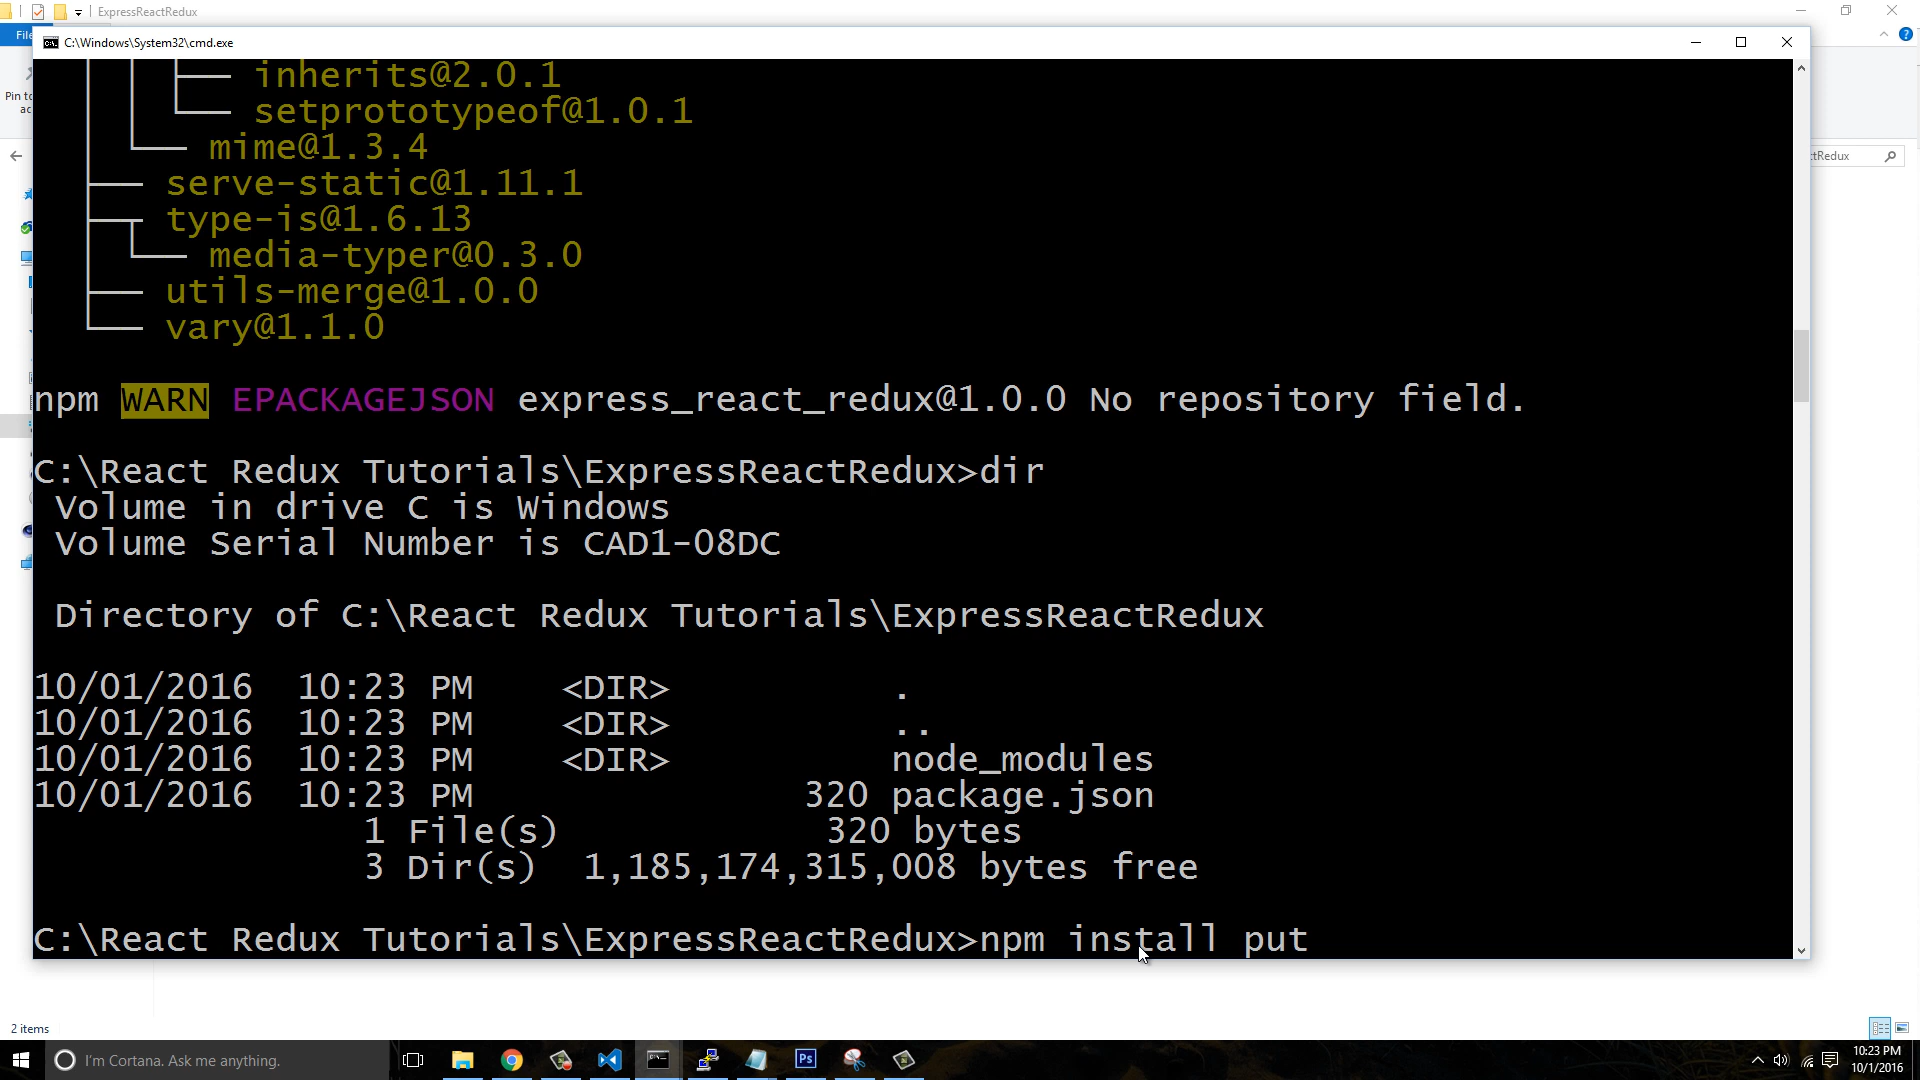 ExpressReactRedux
File
C:\Windows\System32\cmd.exe
Pin to
ac
tRedux
inherits@2.0.1
setprototypeof@1.0.1
mime@1.3.4
serve-static@1.11.1
type-is@1.6.13
media-typer@0.3.0
utils-merge@1.0.0
vary@1.1.0
npm WARN EPACKAGEJSON express_react_redux@1.0.0 No repository field.
C:\React Redux Tutorials\ExpressReactRedux>dir
Volume in drive C is Windows
Volume Serial Number is CAD1-08DC
Directory of C:\React Redux Tutorials\ExpressReactRedux
10/01/2016 10:23 PM <DIR> .
10/01/2016 10:23 PM <DIR> ..
10/01/2016 10:23 PM <DIR> node_modules
10/01/2016 10:23 PM 320 package.json
1 File(s) 320 bytes
3 Dir(s) 1,185,174,315,008 bytes free
C:\React Redux Tutorials\ExpressReactRedux>npm install put
2 items
I'm Cortana. Ask me anything.
Ps
10:23 PM
10/1/2016